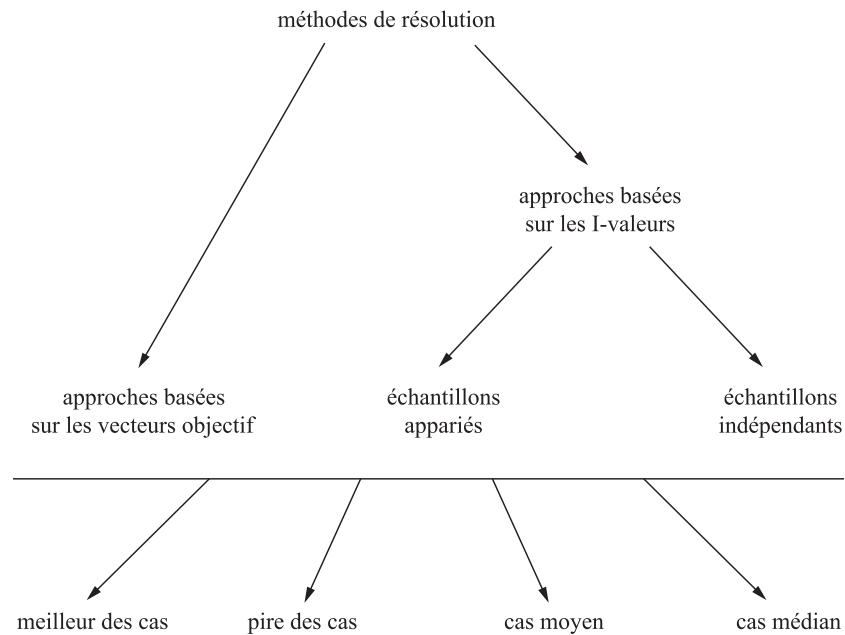 méthodes de résolution
approches basées
sur les I-valeurs
approches basées
sur les vecteurs objectif
échantillons
appariés
échantillons
indépendants
meilleur des cas
pire des cas
cas moyen
cas médian